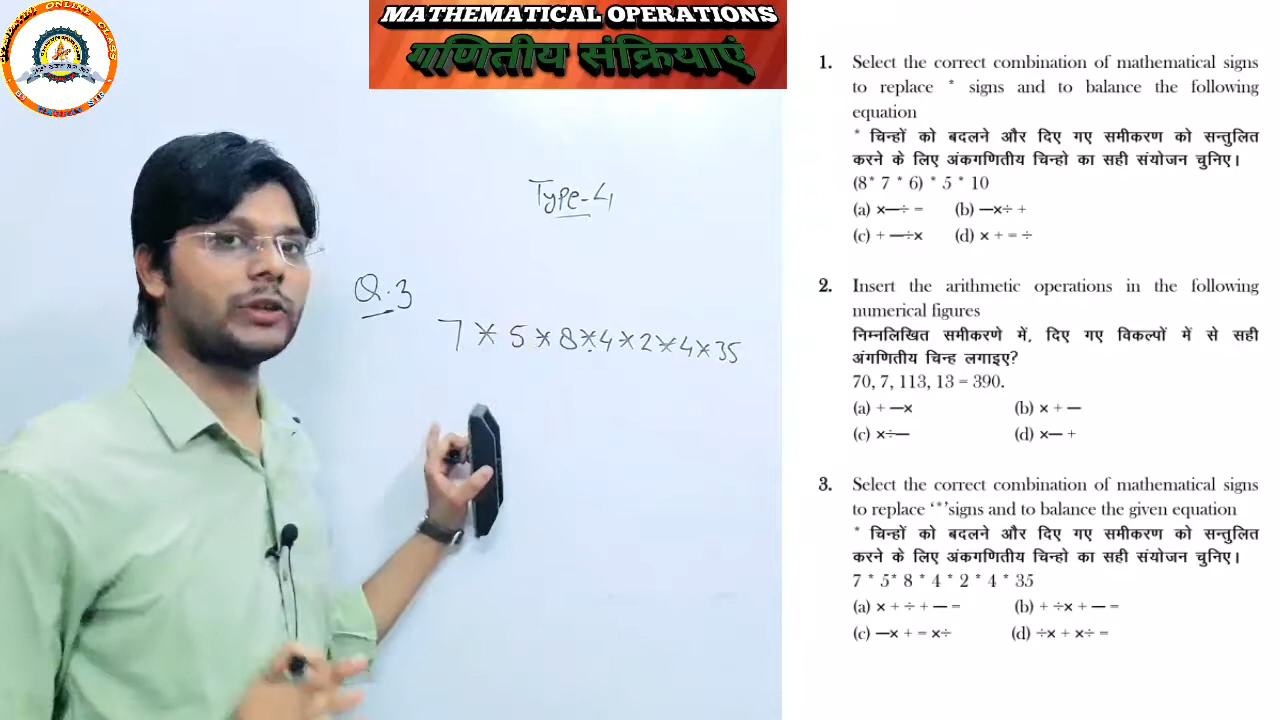 MATHEMATICAL OPERATIONS
गणितीय संक्रियाएं
ONLINE CLASS
Type-4
Q.3
7 * 5 * 8 * 4 * 2 * 4 * 35
1. Select the correct combination of mathematical signs
to replace * signs and to balance the following
equation
* चिन्हों को बदलने और दिए गए समीकरण को सन्तुलित
करने के लिए अंकगणितीय चिन्हो का सही संयोजन चुनिए।
(8* 7 * 6) * 5 * 10
(a) ×—÷ = (b) —×÷ +
(c) + —÷× (d) × + = ÷
2. Insert the arithmetic operations in the following
numerical figures
निम्नलिखित समीकरणे में, दिए गए विकल्पों में से सही
अंगणितीय चिन्ह लगाइए?
70, 7, 113, 13 = 390.
(a) + —× (b) × + —
(c) ×÷— (d) ×— +
3. Select the correct combination of mathematical signs
to replace ‘*’signs and to balance the given equation
* चिन्हों को बदलने और दिए गए समीकरण को सन्तुलित
करने के लिए अंकगणितीय चिन्हो का सही संयोजन चुनिए।
7 * 5* 8 * 4 * 2 * 4 * 35
(a) × + ÷ + — = (b) + ÷× + — =
(c) —× + = ×÷ (d) ÷× + ×÷ =